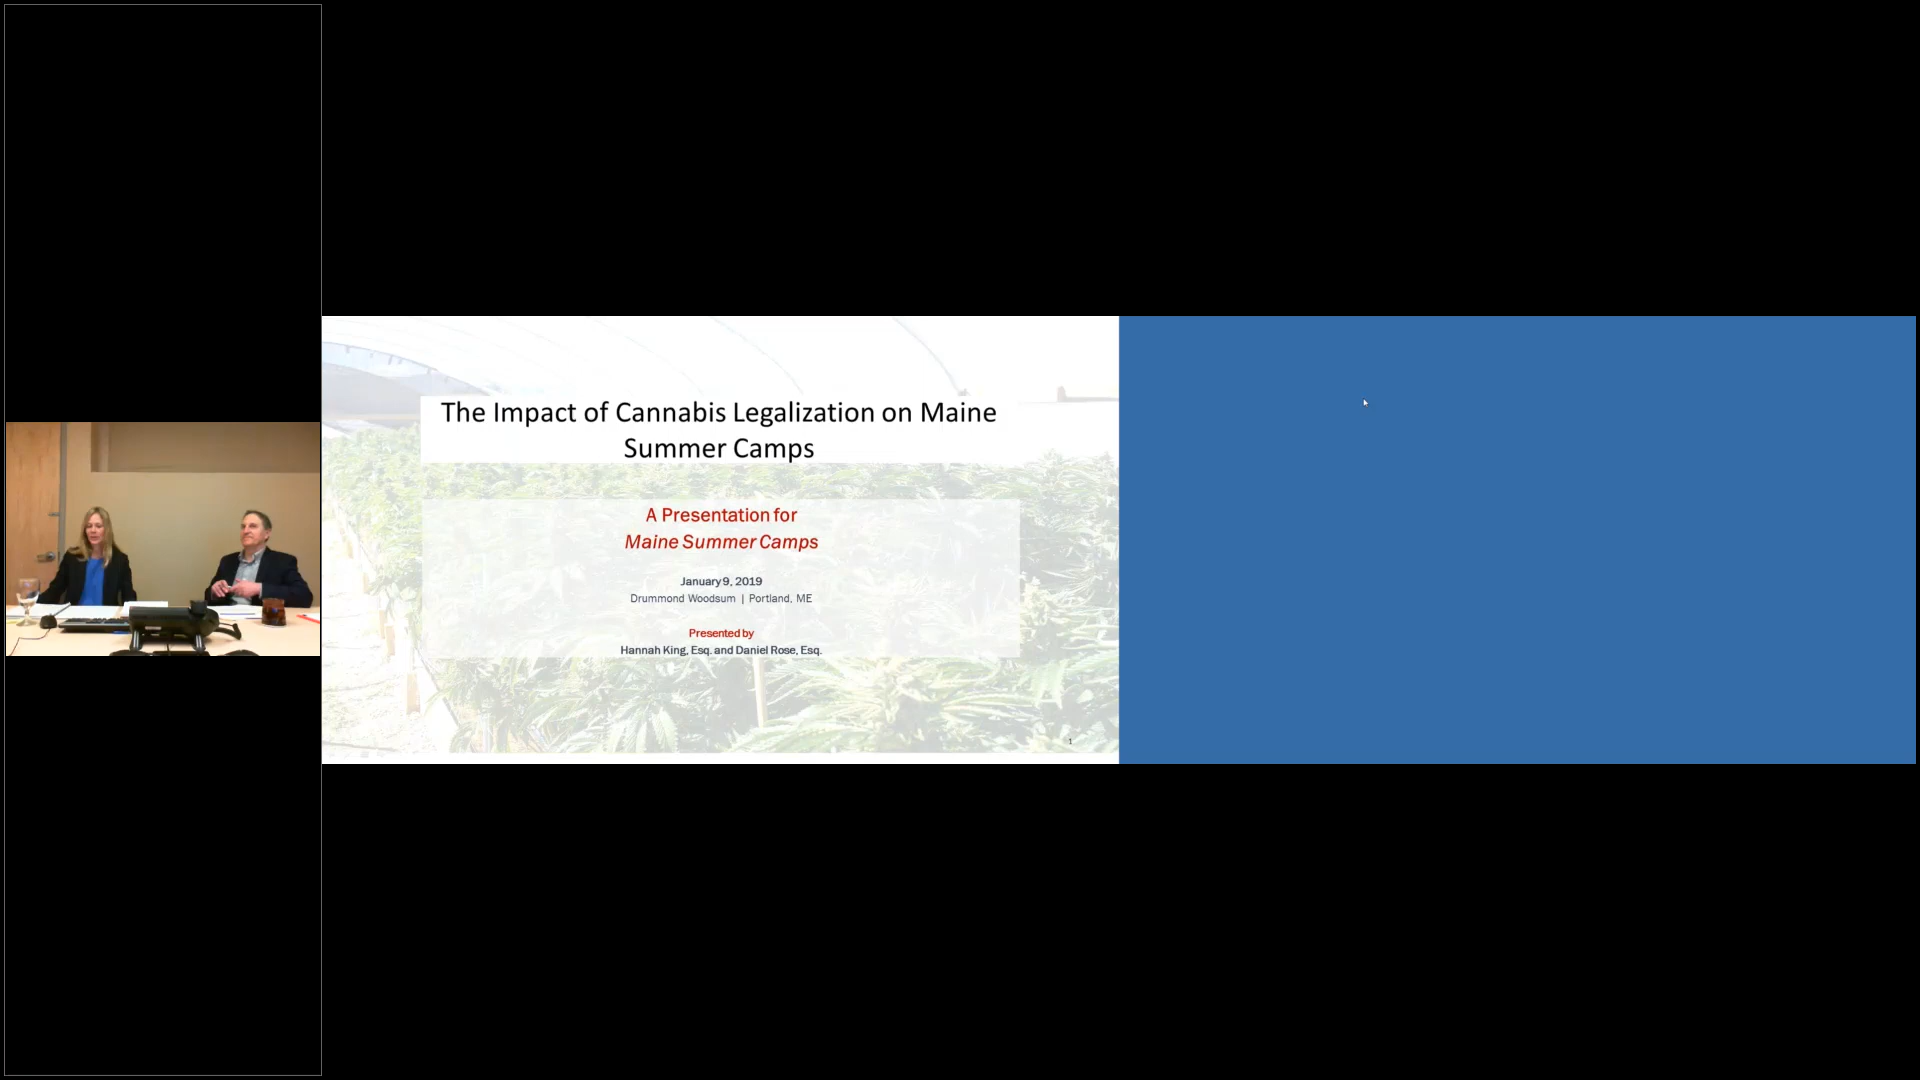 The Impact of Cannabis Legalization on Maine
Summer Camps
A Presentation for
Maine Summer Camps
January 9, 2019
Drummond Woodsum | Portland, ME
Presented by
Hannah King, Esq. and Daniel Rose, Esq.
1